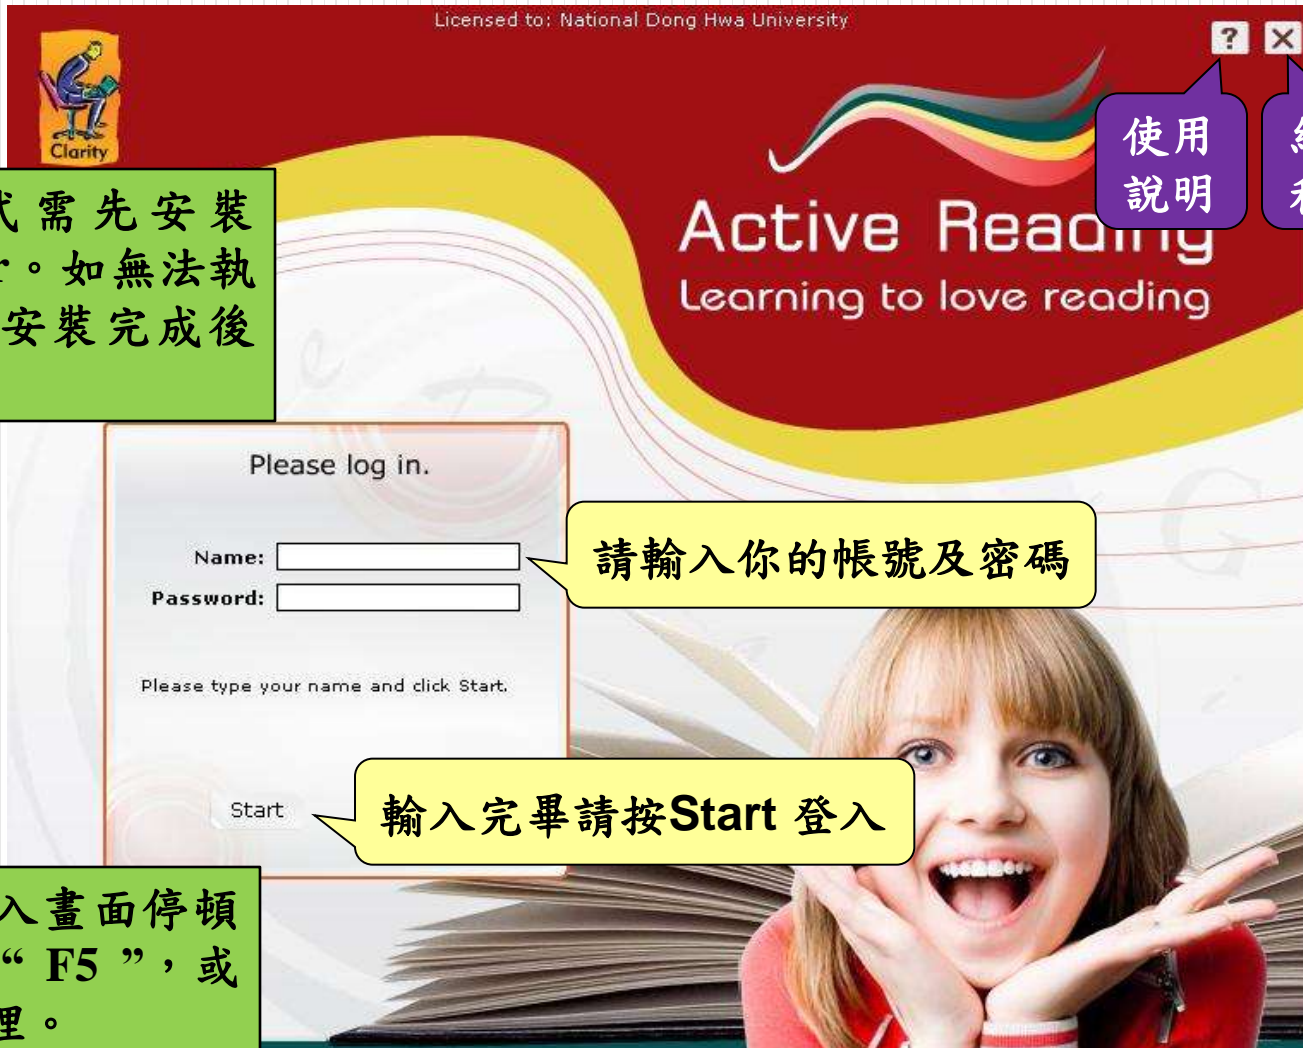 Licensed to: National Dong Hwa University
?
Clarity
使用
說明
需先安裝
。如無法執
安裝完成後
Active Reading
Learning to love reading
Please log in.
Name:
請輸入你的帳號及密碼
Password:
Please type your name and click Start.
Start
輸入完畢請按Start 登入
入畫面停頓
“ F5 ”，或
理。